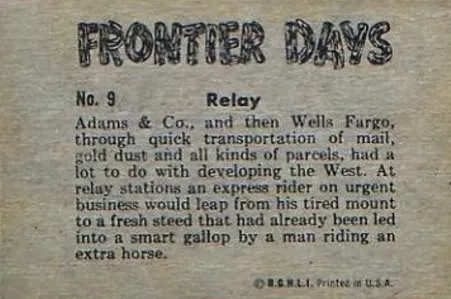 FRONTIER DAYS
No. 9 Relay
Adams & Co., and then Wells Fargo,
through quick transportation of mail,
gold dust and all kinds of parcels, had a
lot to do with developing the West. At
relay stations an express rider on urgent
business would leap from his tired mount
to a fresh steed that had already been led
into a smart gallop by a man riding an
extra horse.
© B.G.H.L.I. Printed in U.S.A.